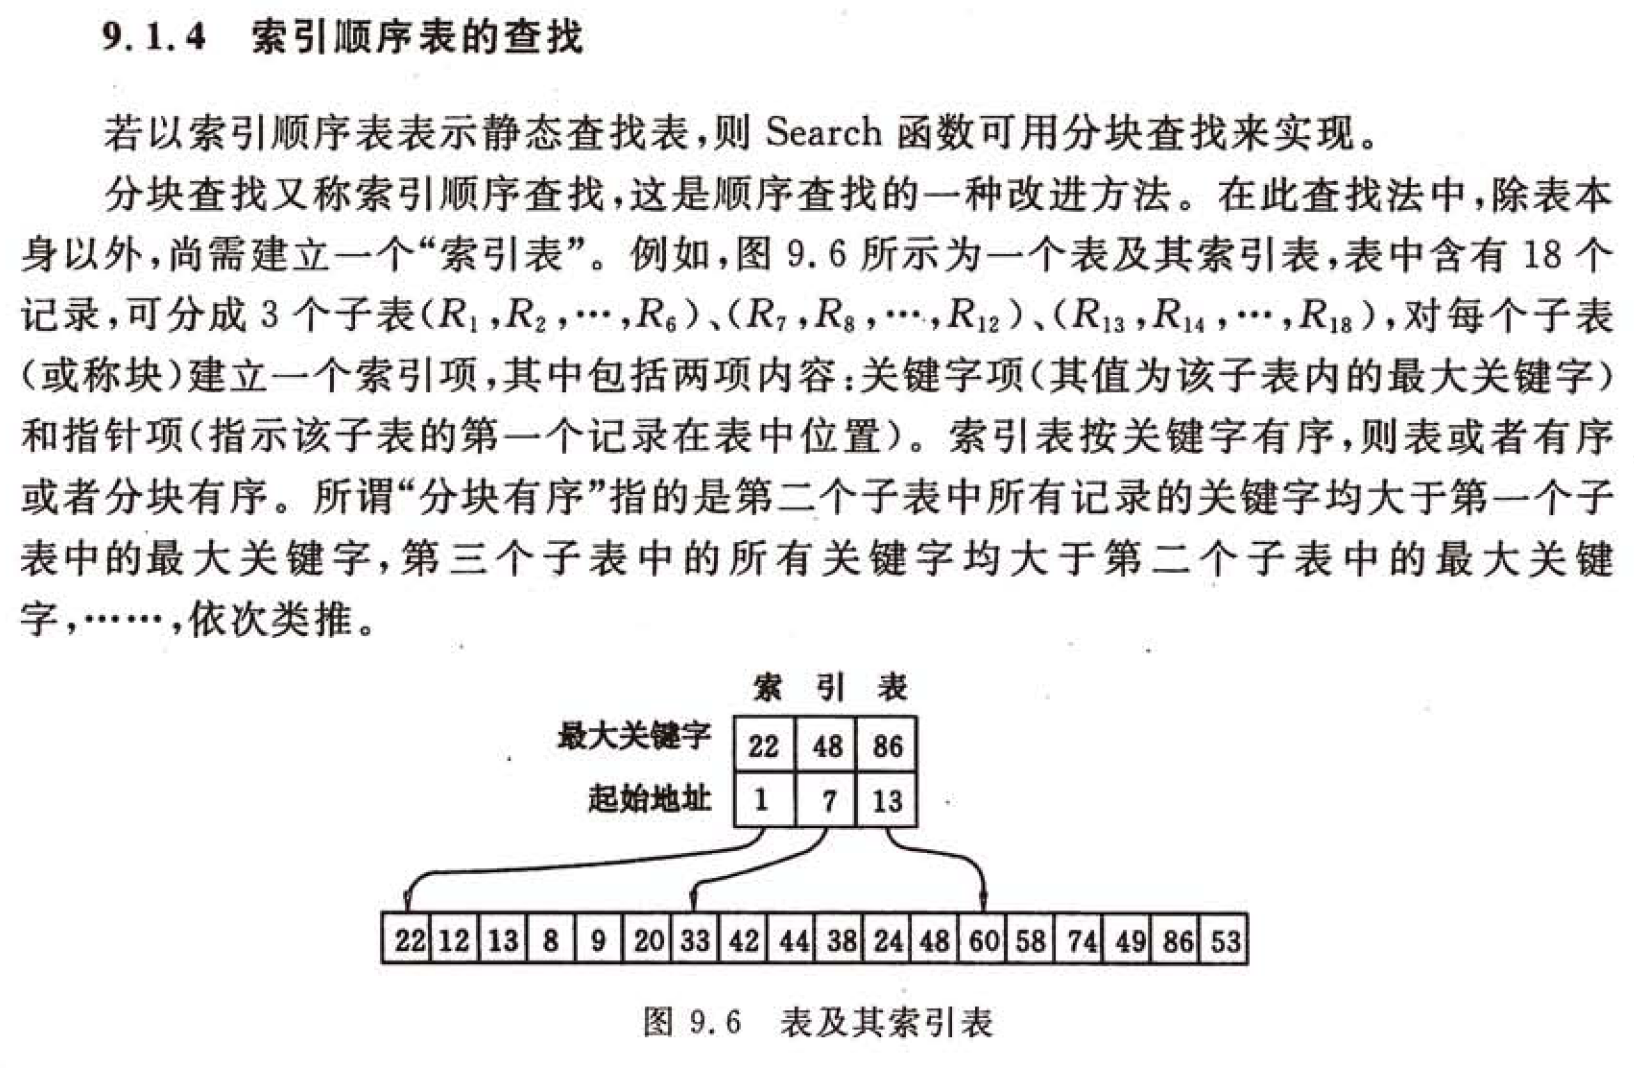 9.1.4 索引顺序表的查找
若以索引顺序表表示静态查找表,则 Search 函数可用分块查找来实现。
分块查找又称索引顺序查找,这是顺序查找的一种改进方法。在此查找法中,除表本
身以外,尚需建立一个“索引表”。例如,图 9.6 所示为一个表及其索引表,表中含有 18 个
记录,可分成 3 个子表(R₁,R₂,…,R₆)、(R₇,R₈,…,R₁₂)、(R₁₃,R₁₄,…,R₁₈),对每个子表
(或称块)建立一个索引项,其中包括两项内容:关键字项(其值为该子表内的最大关键字)
和指针项(指示该子表的第一个记录在表中位置)。索引表按关键字有序,则表或者有序
或者分块有序。所谓“分块有序”指的是第二个子表中所有记录的关键字均大于第一个子
表中的最大关键字,第三个子表中的所有关键字均大于第二个子表中的最大关键
字,……,依次类推。
索 引 表
最大关键字 22 48 86
起始地址 1 7 13
22 12 13 8 9 20 33 42 44 38 24 48 60 58 74 49 86 53
图 9.6 表及其索引表